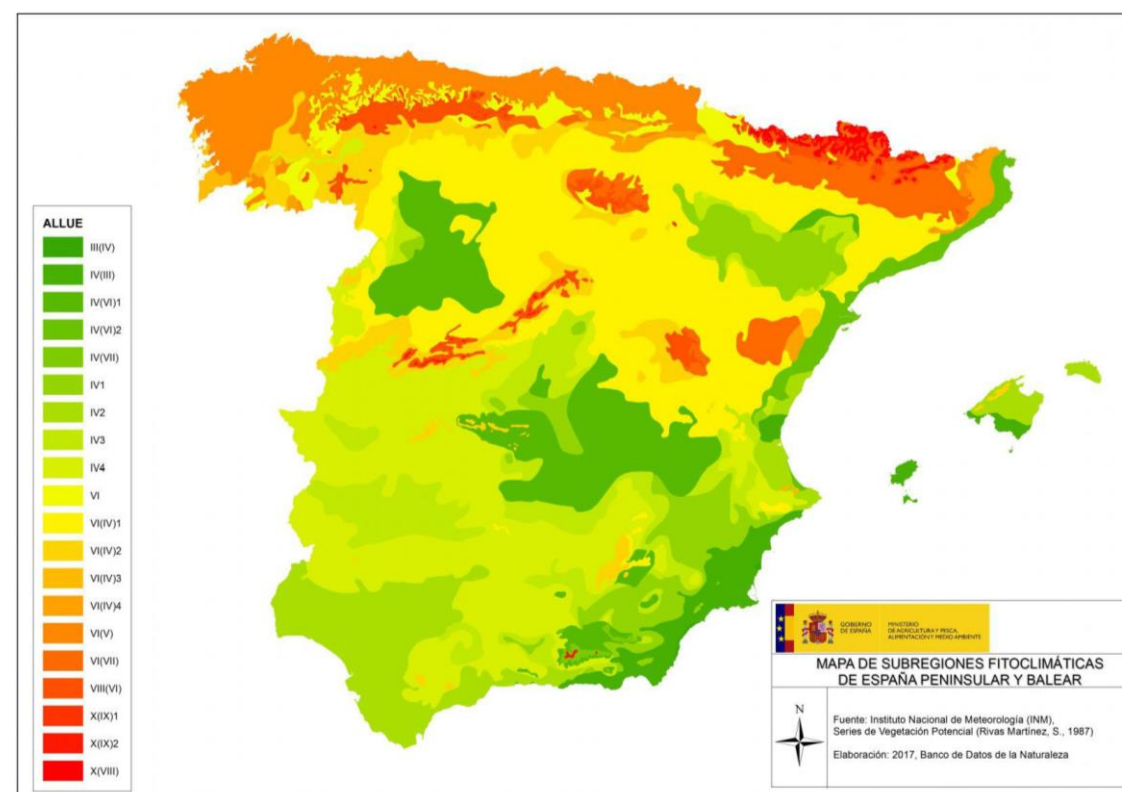 ALLUE
III(IV)
IV(III)
IV(VI)1
IV(VI)2
IV(VII)
IV1
IV2
IV3
IV4
VI
VI(IV)1
VI(IV)2
VI(IV)3
VI(IV)4
VI(V)
VI(VII)
VIII(VI)
X(IX)1
X(IX)2
X(VIII)
GOBIERNO
DE ESPAÑA
MINISTERIO
DE AGRICULTURA Y PESCA,
ALIMENTACIÓN Y MEDIO AMBIENTE
MAPA DE SUBREGIONES FITOCLIMÁTICAS
DE ESPAÑA PENINSULAR Y BALEAR
N
Fuente: Instituto Nacional de Meteorología (INM),
Series de Vegetación Potencial (Rivas Martínez, S., 1987)
Elaboración: 2017, Banco de Datos de la Naturaleza